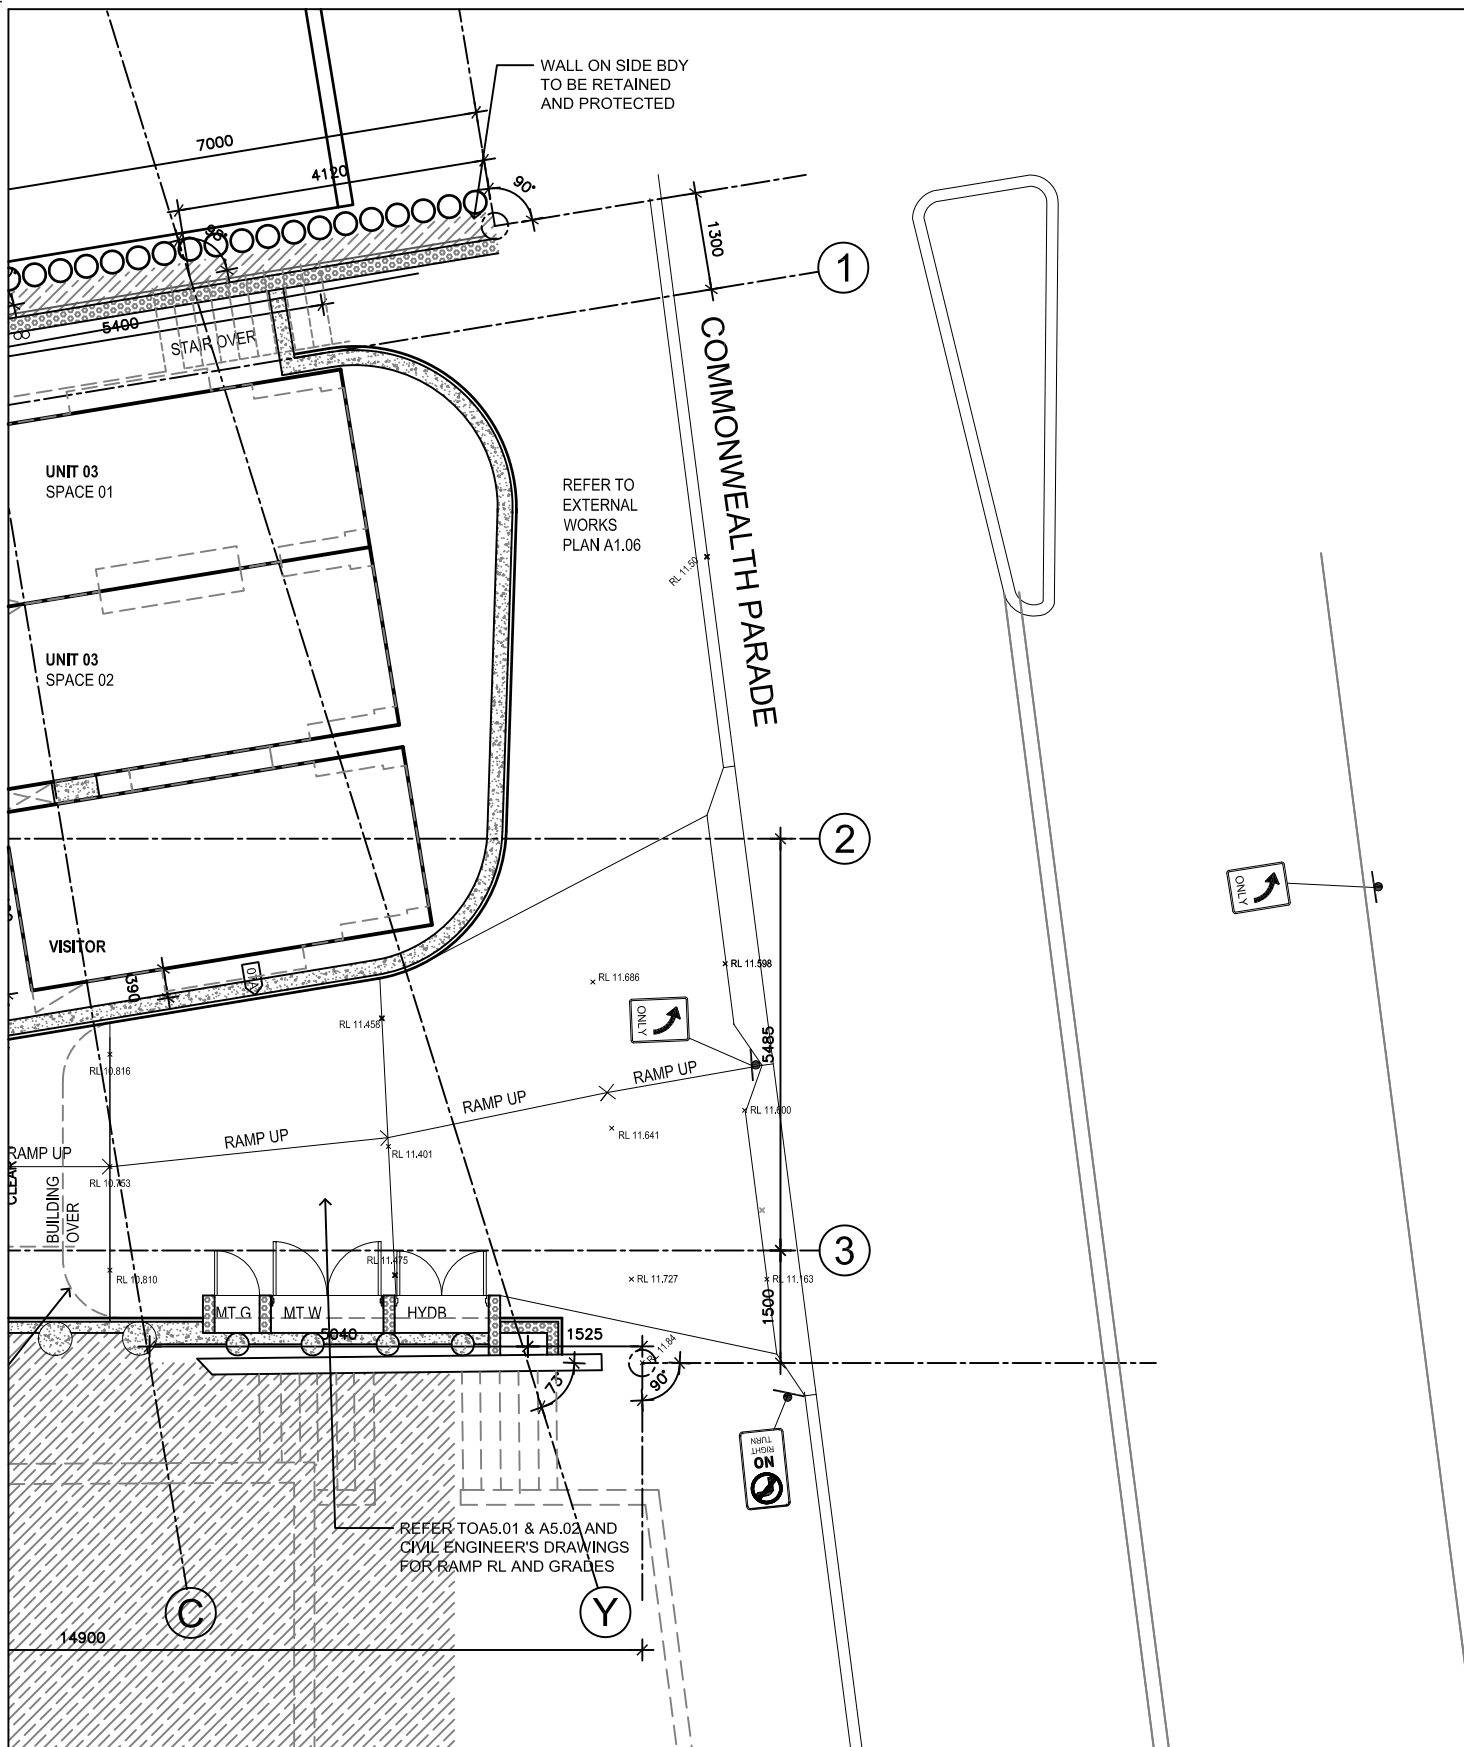 WALL ON SIDE BDY
TO BE RETAINED
AND PROTECTED
7000
4120
90°
1300
1
5400
STAIR OVER
COMMONWEALTH PARADE
UNIT 03
SPACE 01
REFER TO
EXTERNAL
WORKS
PLAN A1.06
RL 11.50
UNIT 03
SPACE 02
2
ONLY
VISITOR
390
RL 11.686
RL 11.598
ONLY
RL 11.458
5485
RL 10.816
RAMP UP
RAMP UP
RL 11.600
RAMP UP
RL 11.641
RAMP UP
RL 11.401
CLEAR
RL 10.753
BUILDING
OVER
3
RL 11.475
RL 10.810
RL 11.727
RL 11.163
MT.G
MT.W
HYDB
1500
5040
1525
RL 11.84
73°
90°
NO
RIGHT
TURN
REFER TOA5.01 & A5.02 AND
CIVIL ENGINEER'S DRAWINGS
FOR RAMP RL AND GRADES
C
Y
14900